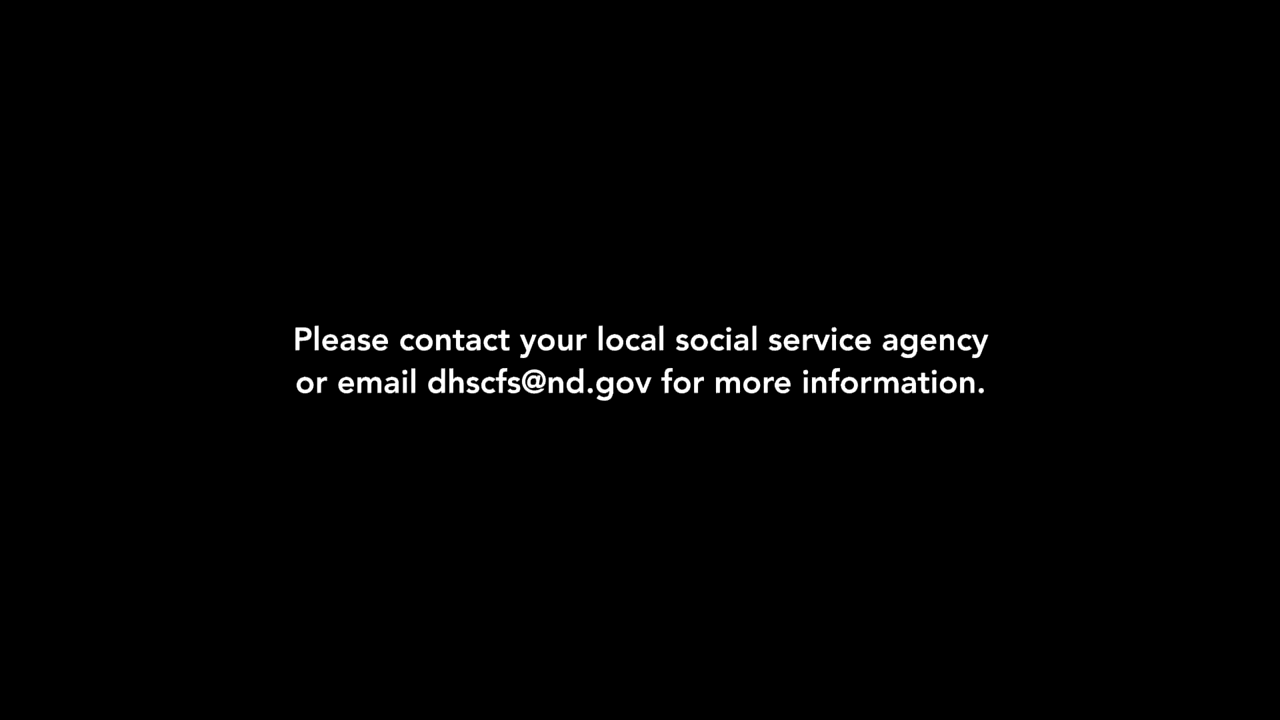 Please contact your local social service agency
or email dhscfs@nd.gov for more information.